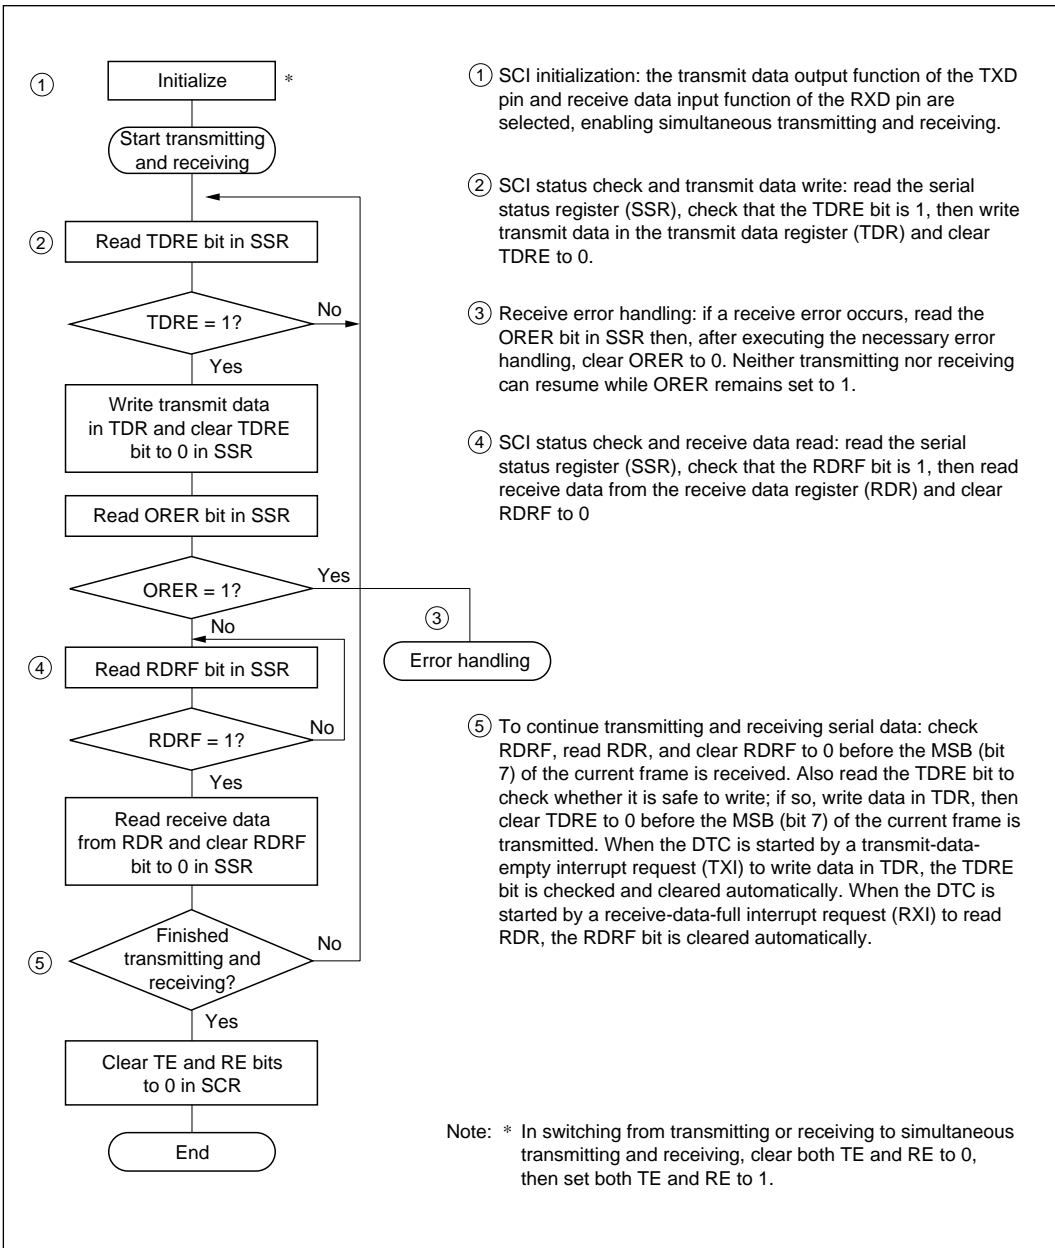 ① Initialize *
Start transmitting
and receiving
② Read TDRE bit in SSR
TDRE = 1?
No
Yes
Write transmit data
in TDR and clear TDRE
bit to 0 in SSR
Read ORER bit in SSR
ORER = 1?
Yes
No
③
Error handling
④ Read RDRF bit in SSR
RDRF = 1?
No
Yes
Read receive data
from RDR and clear RDRF
bit to 0 in SSR
⑤
Finished
transmitting and
receiving?
No
Yes
Clear TE and RE bits
to 0 in SCR
End
① SCI initialization: the transmit data output function of the TXD
pin and receive data input function of the RXD pin are
selected, enabling simultaneous transmitting and receiving.
② SCI status check and transmit data write: read the serial
status register (SSR), check that the TDRE bit is 1, then write
transmit data in the transmit data register (TDR) and clear
TDRE to 0.
③ Receive error handling: if a receive error occurs, read the
ORER bit in SSR then, after executing the necessary error
handling, clear ORER to 0. Neither transmitting nor receiving
can resume while ORER remains set to 1.
④ SCI status check and receive data read: read the serial
status register (SSR), check that the RDRF bit is 1, then read
receive data from the receive data register (RDR) and clear
RDRF to 0
⑤ To continue transmitting and receiving serial data: check
RDRF, read RDR, and clear RDRF to 0 before the MSB (bit
7) of the current frame is received. Also read the TDRE bit to
check whether it is safe to write; if so, write data in TDR, then
clear TDRE to 0 before the MSB (bit 7) of the current frame is
transmitted. When the DTC is started by a transmit-data-
empty interrupt request (TXI) to write data in TDR, the TDRE
bit is checked and cleared automatically. When the DTC is
started by a receive-data-full interrupt request (RXI) to read
RDR, the RDRF bit is cleared automatically.
Note: * In switching from transmitting or receiving to simultaneous
transmitting and receiving, clear both TE and RE to 0,
then set both TE and RE to 1.